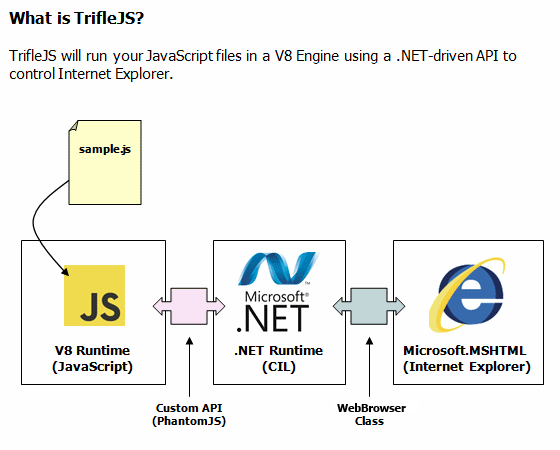 What is TrifleJS?
TrifleJS will run your JavaScript files in a V8 Engine using a .NET-driven API to
control Internet Explorer.
sample.js
JS
V8 Runtime
(JavaScript)
Microsoft®
.NET
™
.NET Runtime
(CIL)
e
Microsoft.MSHTML
(Internet Explorer)
Custom API
(PhantomJS)
WebBrowser
Class